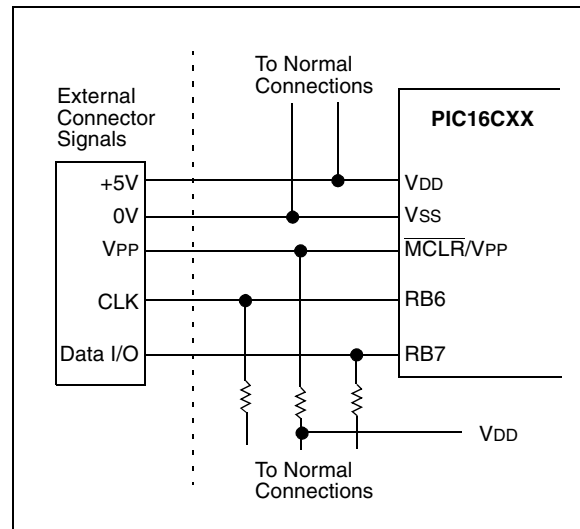 To Normal
Connections
External
Connector
Signals
PIC16CXX
+5V
0V
VPP
CLK
Data I/O
VDD
VSS
MCLR/VPP
RB6
RB7
VDD
To Normal
Connections